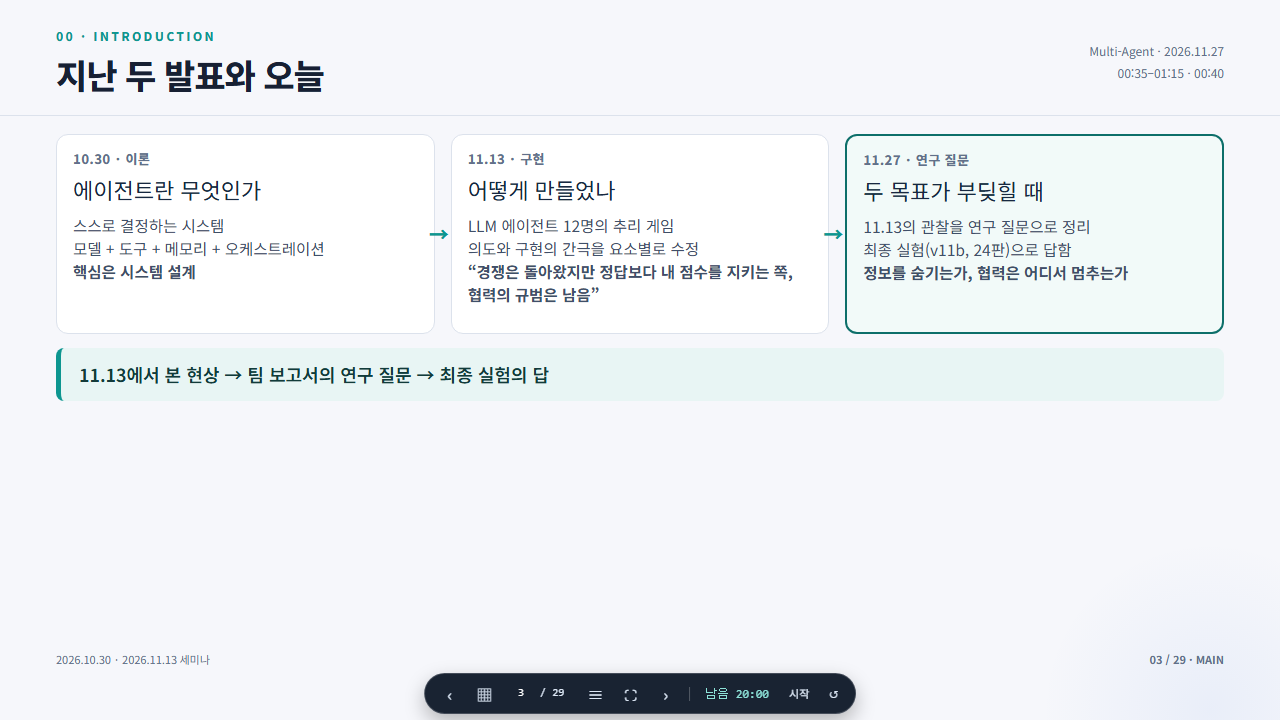 00 · INTRODUCTION
지난 두 발표와 오늘
Multi-Agent · 2026.11.27
00:35–01:15 · 00:40
10.30 · 이론
에이전트란 무엇인가
스스로 결정하는 시스템
모델 + 도구 + 메모리 + 오케스트레이션
핵심은 시스템 설계
→
11.13 · 구현
어떻게 만들었나
LLM 에이전트 12명의 추리 게임
의도와 구현의 간극을 요소별로 수정
“경쟁은 돌아왔지만 정답보다 내 점수를 지키는 쪽,
협력의 규범은 남음”
→
11.27 · 연구 질문
두 목표가 부딪힐 때
11.13의 관찰을 연구 질문으로 정리
최종 실험(v11b, 24판)으로 답함
정보를 숨기는가, 협력은 어디서 멈추는가
11.13에서 본 현상 → 팀 보고서의 연구 질문 → 최종 실험의 답
2026.10.30 · 2026.11.13 세미나
03 / 29 · MAIN
‹ 3 / 29 › 남음 20:00 시작 ↺